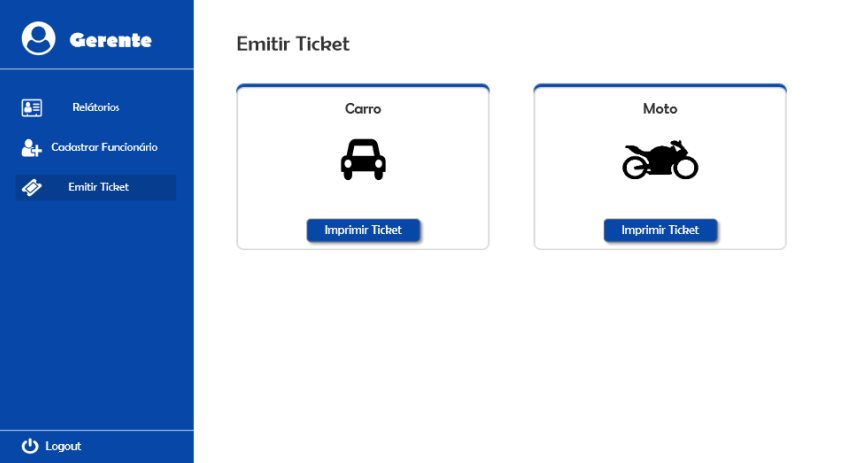 Gerente
Relátorios
Cadastrar Funcionário
Emitir Ticket
Logout
Emitir Ticket
Carro
Imprimir Ticket
Moto
Imprimir Ticket